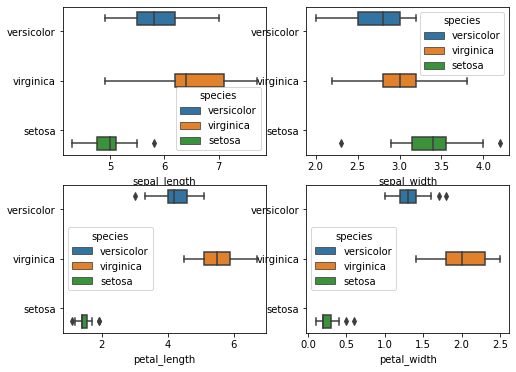 versicolor
virginica
setosa
species
versicolor
virginica
setosa
5 6 7
sepal_length
versicolor
virginica
setosa
species
versicolor
virginica
setosa
2.0 2.5 3.0 3.5 4.0
sepal_width
versicolor
virginica
setosa
species
versicolor
virginica
setosa
2 4 6
petal_length
versicolor
virginica
setosa
species
versicolor
virginica
setosa
0.0 0.5 1.0 1.5 2.0 2.5
petal_width